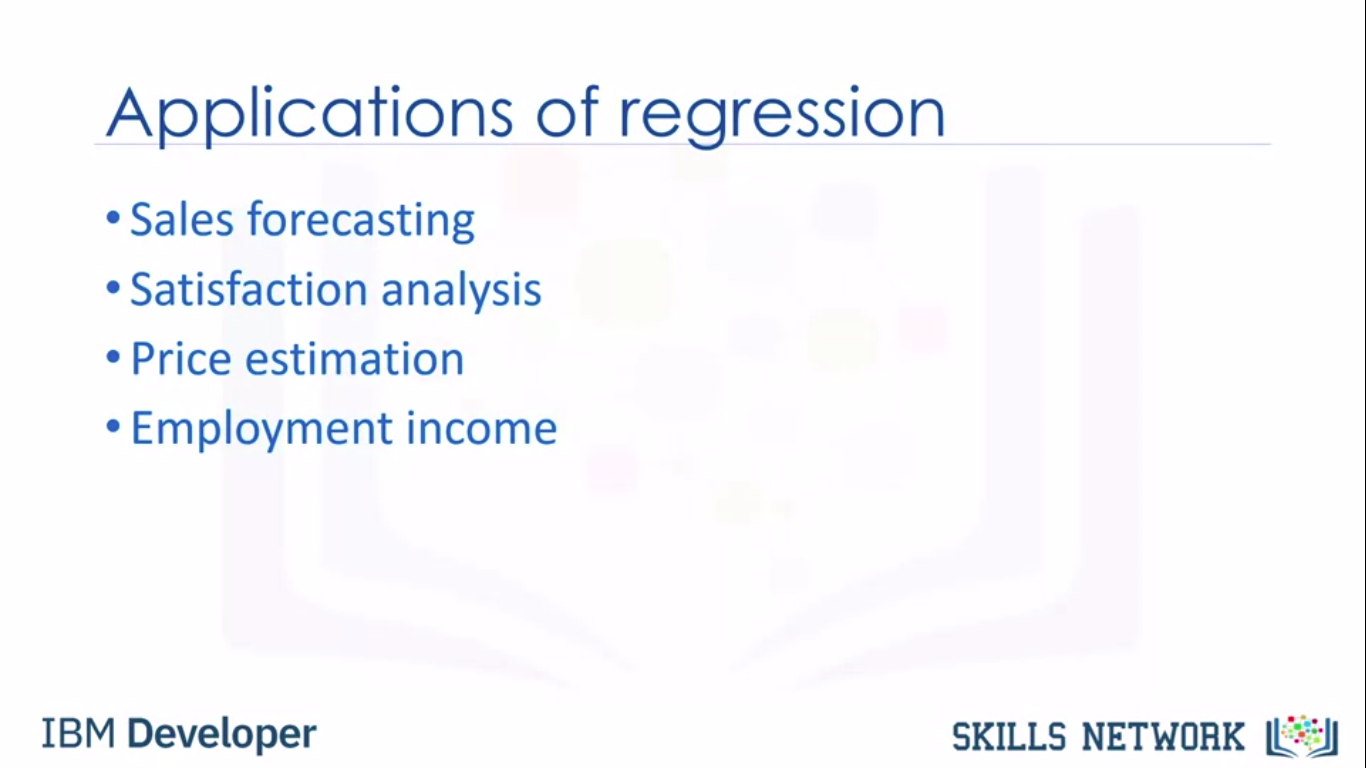 Applications of regression
• Sales forecasting
• Satisfaction analysis
• Price estimation
• Employment income
IBM Developer
SKILLS NETWORK